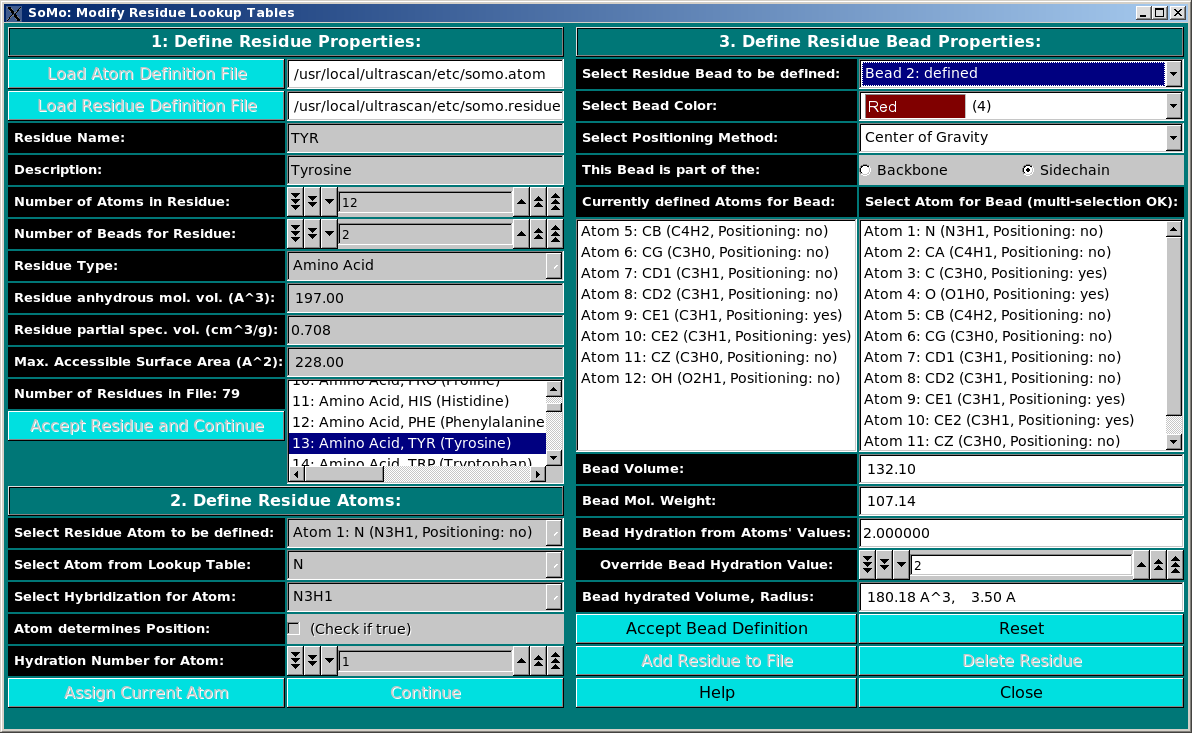 SoMo: Modify Residue Lookup Tables
1: Define Residue Properties:
Load Atom Definition File /usr/local/ultrascan/etc/somo.atom
Load Residue Definition File /usr/local/ultrascan/etc/somo.residue
Residue Name: TYR
Description: Tyrosine
Number of Atoms in Residue: 12
Number of Beads for Residue: 2
Residue Type: Amino Acid
Residue anhydrous mol. vol. (A^3): 197.00
Residue partial spec. vol. (cm^3/g): 0.708
Max. Accessible Surface Area (A^2): 228.00
Number of Residues in File: 79
10: Amino Acid, PRO (Proline)
11: Amino Acid, HIS (Histidine)
12: Amino Acid, PHE (Phenylalanine
13: Amino Acid, TYR (Tyrosine)
14: Amino Acid, TRP (Tryptophan)
Accept Residue and Continue
2. Define Residue Atoms:
Select Residue Atom to be defined: Atom 1: N (N3H1, Positioning: no)
Select Atom from Lookup Table: N
Select Hybridization for Atom: N3H1
Atom determines Position: (Check if true)
Hydration Number for Atom: 1
Assign Current Atom Continue
3. Define Residue Bead Properties:
Select Residue Bead to be defined: Bead 2: defined
Select Bead Color: Red (4)
Select Positioning Method: Center of Gravity
This Bead is part of the: Backbone Sidechain
Currently defined Atoms for Bead:
Atom 5: CB (C4H2, Positioning: no)
Atom 6: CG (C3H0, Positioning: no)
Atom 7: CD1 (C3H1, Positioning: no)
Atom 8: CD2 (C3H1, Positioning: no)
Atom 9: CE1 (C3H1, Positioning: yes)
Atom 10: CE2 (C3H1, Positioning: yes)
Atom 11: CZ (C3H0, Positioning: no)
Atom 12: OH (O2H1, Positioning: no)
Select Atom for Bead (multi-selection OK):
Atom 1: N (N3H1, Positioning: no)
Atom 2: CA (C4H1, Positioning: no)
Atom 3: C (C3H0, Positioning: yes)
Atom 4: O (O1H0, Positioning: yes)
Atom 5: CB (C4H2, Positioning: no)
Atom 6: CG (C3H0, Positioning: no)
Atom 7: CD1 (C3H1, Positioning: no)
Atom 8: CD2 (C3H1, Positioning: no)
Atom 9: CE1 (C3H1, Positioning: yes)
Atom 10: CE2 (C3H1, Positioning: yes)
Atom 11: CZ (C3H0, Positioning: no)
Bead Volume: 132.10
Bead Mol. Weight: 107.14
Bead Hydration from Atoms' Values: 2.000000
Override Bead Hydration Value: 2
Bead hydrated Volume, Radius: 180.18 A^3, 3.50 A
Accept Bead Definition Reset
Add Residue to File Delete Residue
Help Close